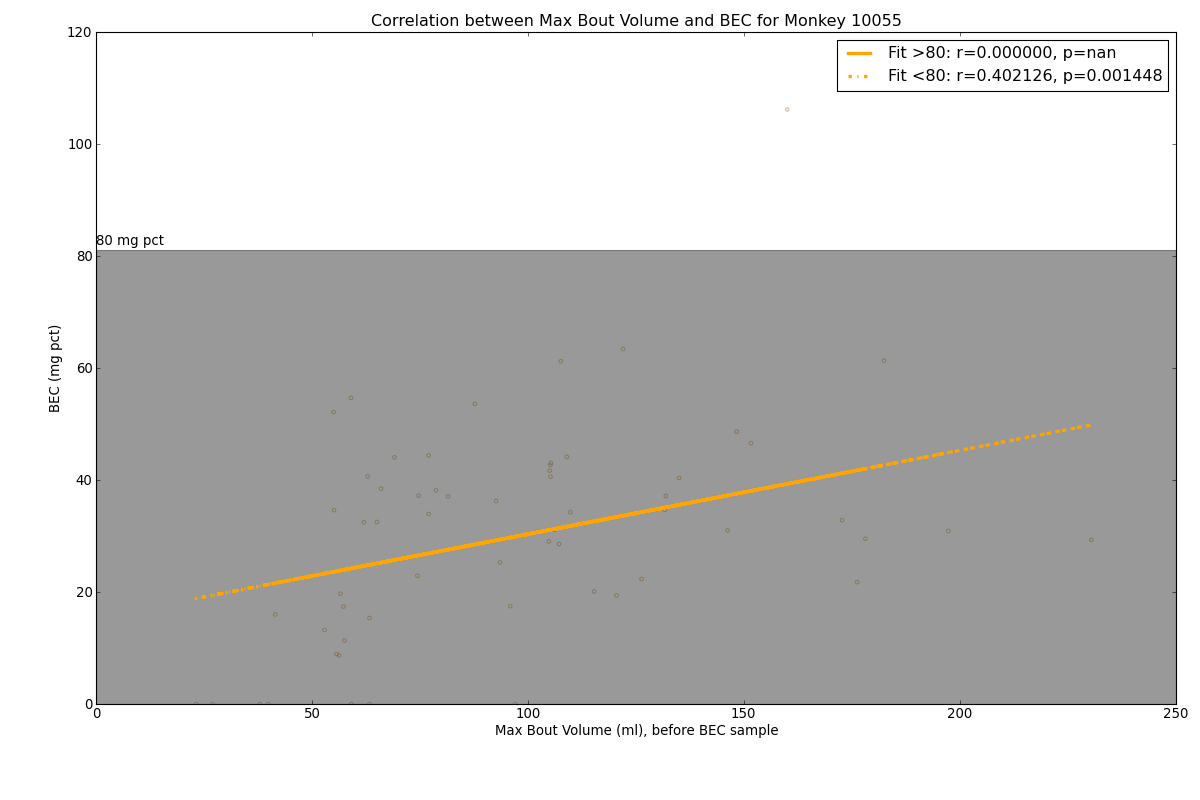 Correlation between Max Bout Volume and BEC for Monkey 10055
Fit >80: r=0.000000, p=nan
Fit <80: r=0.402126, p=0.001448
120
100
80 mg pct
80
60
40
20
0
BEC (mg pct)
0 50 100 150 200 250
Max Bout Volume (ml), before BEC sample